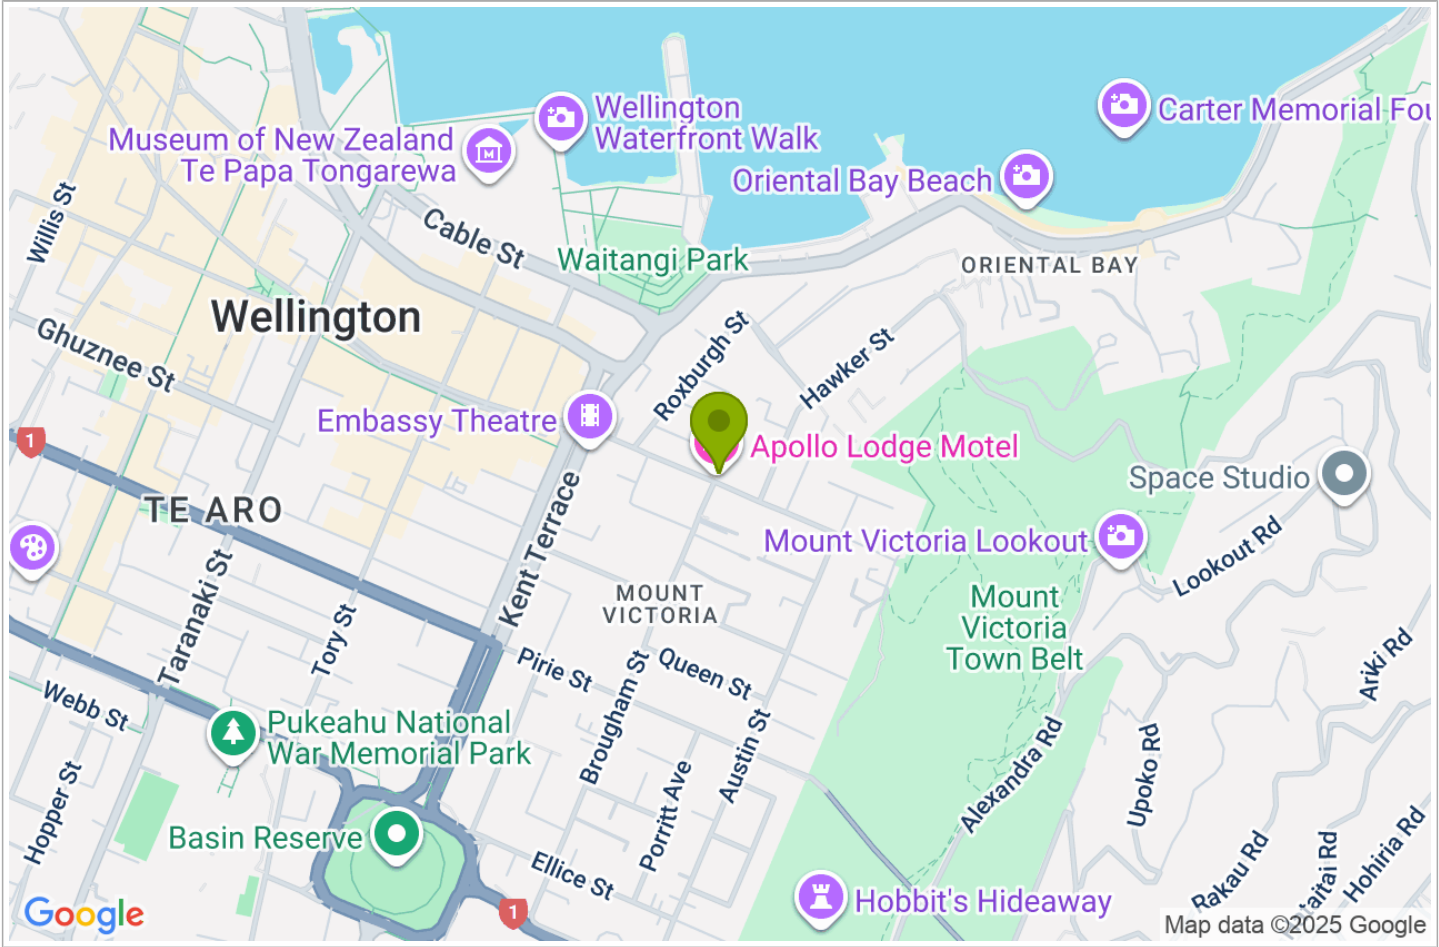 Wellington
Waterfront Walk
Carter Memorial Fou
Museum of New Zealand
Te Papa Tongarewa
Oriental Bay Beach
Willis St
Cable St
Waitangi Park
ORIENTAL BAY
Wellington
Ghuznee St
Roxburgh St
Hawker St
Embassy Theatre
1
Apollo Lodge Motel
Space Studio
TE ARO
Kent Terrace
Mount Victoria Lookout
Lookout Rd
Taranaki St
Tory St
MOUNT
VICTORIA
Mount
Victoria
Town Belt
Pirie St
Queen St
Ariki Rd
Webb St
Pukeahu National
War Memorial Park
Brougham St
Austin St
Alexandra Rd
Upoko Rd
Hopper St
Basin Reserve
Porritt Ave
Ellice St
1
Hobbit's Hideaway
Rakau Rd
taitai Rd
Hohiria Rd
Google
Map data ©2025 Google
M